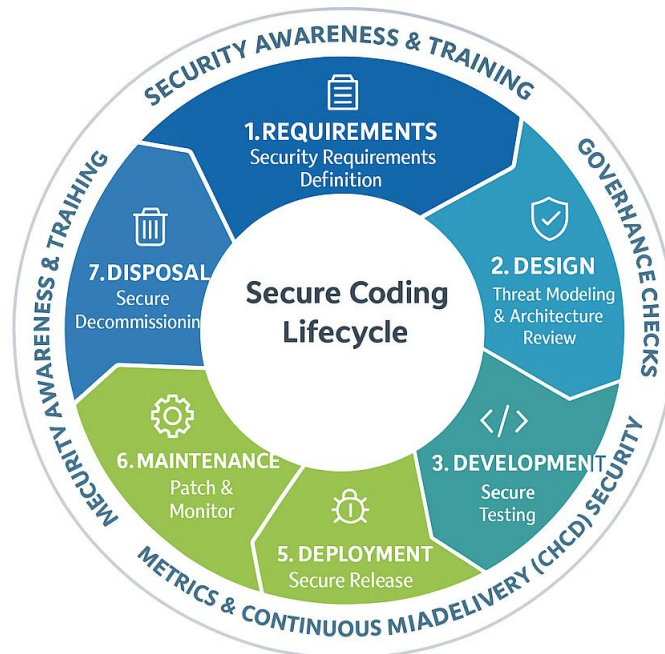 SECURITY AWARENESS & TRAINING
GOVERNANCE CHECKS
METRICS & CONTINUOUS MIADELIVERY (CHCD) SECURITY
MECURITY AWARENESS & TRAIHING
1. REQUIREMENTS
Security Requirements
Definition
2. DESIGN
Threat Modeling
& Architecture
Review
3. DEVELOPMENT
Secure
Testing
5. DEPLOYMENT
Secure Release
6. MAINTENANCE
Patch &
Monitor
7. DISPOSAL
Secure
Decommissionin
Secure Coding
Lifecycle